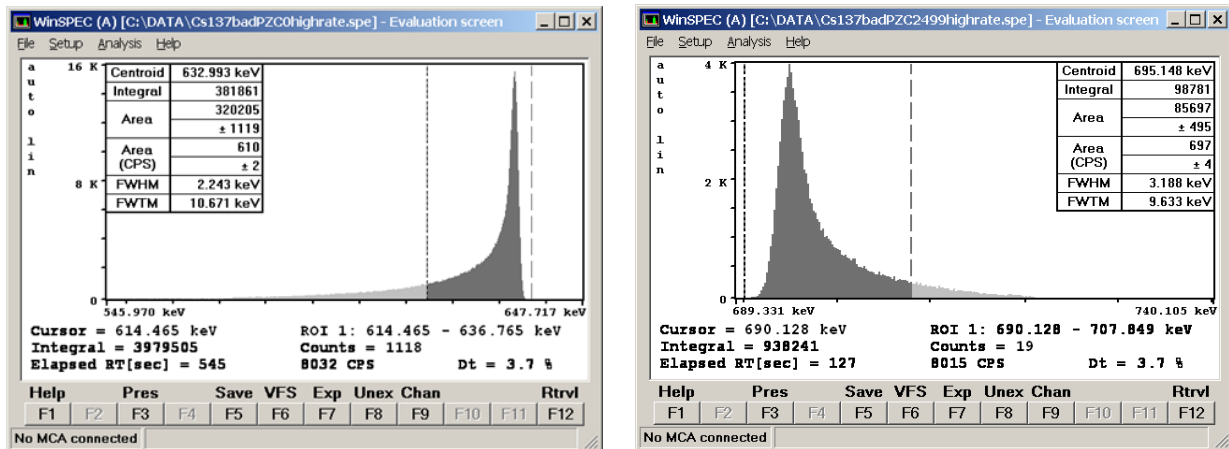 WinSPEC (A) [C:\DATA\Cs137badPZC0highrate.spe] - Evaluation screen
File Setup Analysis Help
auto lin
16 K
8 K
0
Centroid 632.993 keV
Integral 381861
Area 320205
± 1119
Area (CPS) 610
± 2
FWHM 2.243 keV
FWTM 10.671 keV
545.970 keV 647.717 keV
Cursor = 614.465 keV ROI 1: 614.465 - 636.765 keV
Integral = 3979505 Counts = 1118
Elapsed RT[sec] = 545 8032 CPS Dt = 3.7 %
Help Pres Save VFS Exp Unex Chan Rtrvl
F1 F2 F3 F4 F5 F6 F7 F8 F9 F10 F11 F12
No MCA connected
WinSPEC (A) [C:\DATA\Cs137badPZC2499highrate.spe] - Evaluation screen
File Setup Analysis Help
auto lin
4 K
2 K
0
Centroid 695.148 keV
Integral 98781
Area 85697
± 495
Area (CPS) 697
± 4
FWHM 3.188 keV
FWTM 9.633 keV
689.331 keV 740.105 keV
Cursor = 690.128 keV ROI 1: 690.128 - 707.849 keV
Integral = 938241 Counts = 19
Elapsed RT[sec] = 127 8015 CPS Dt = 3.7 %
Help Pres Save VFS Exp Unex Chan Rtrvl
F1 F2 F3 F4 F5 F6 F7 F8 F9 F10 F11 F12
No MCA connected